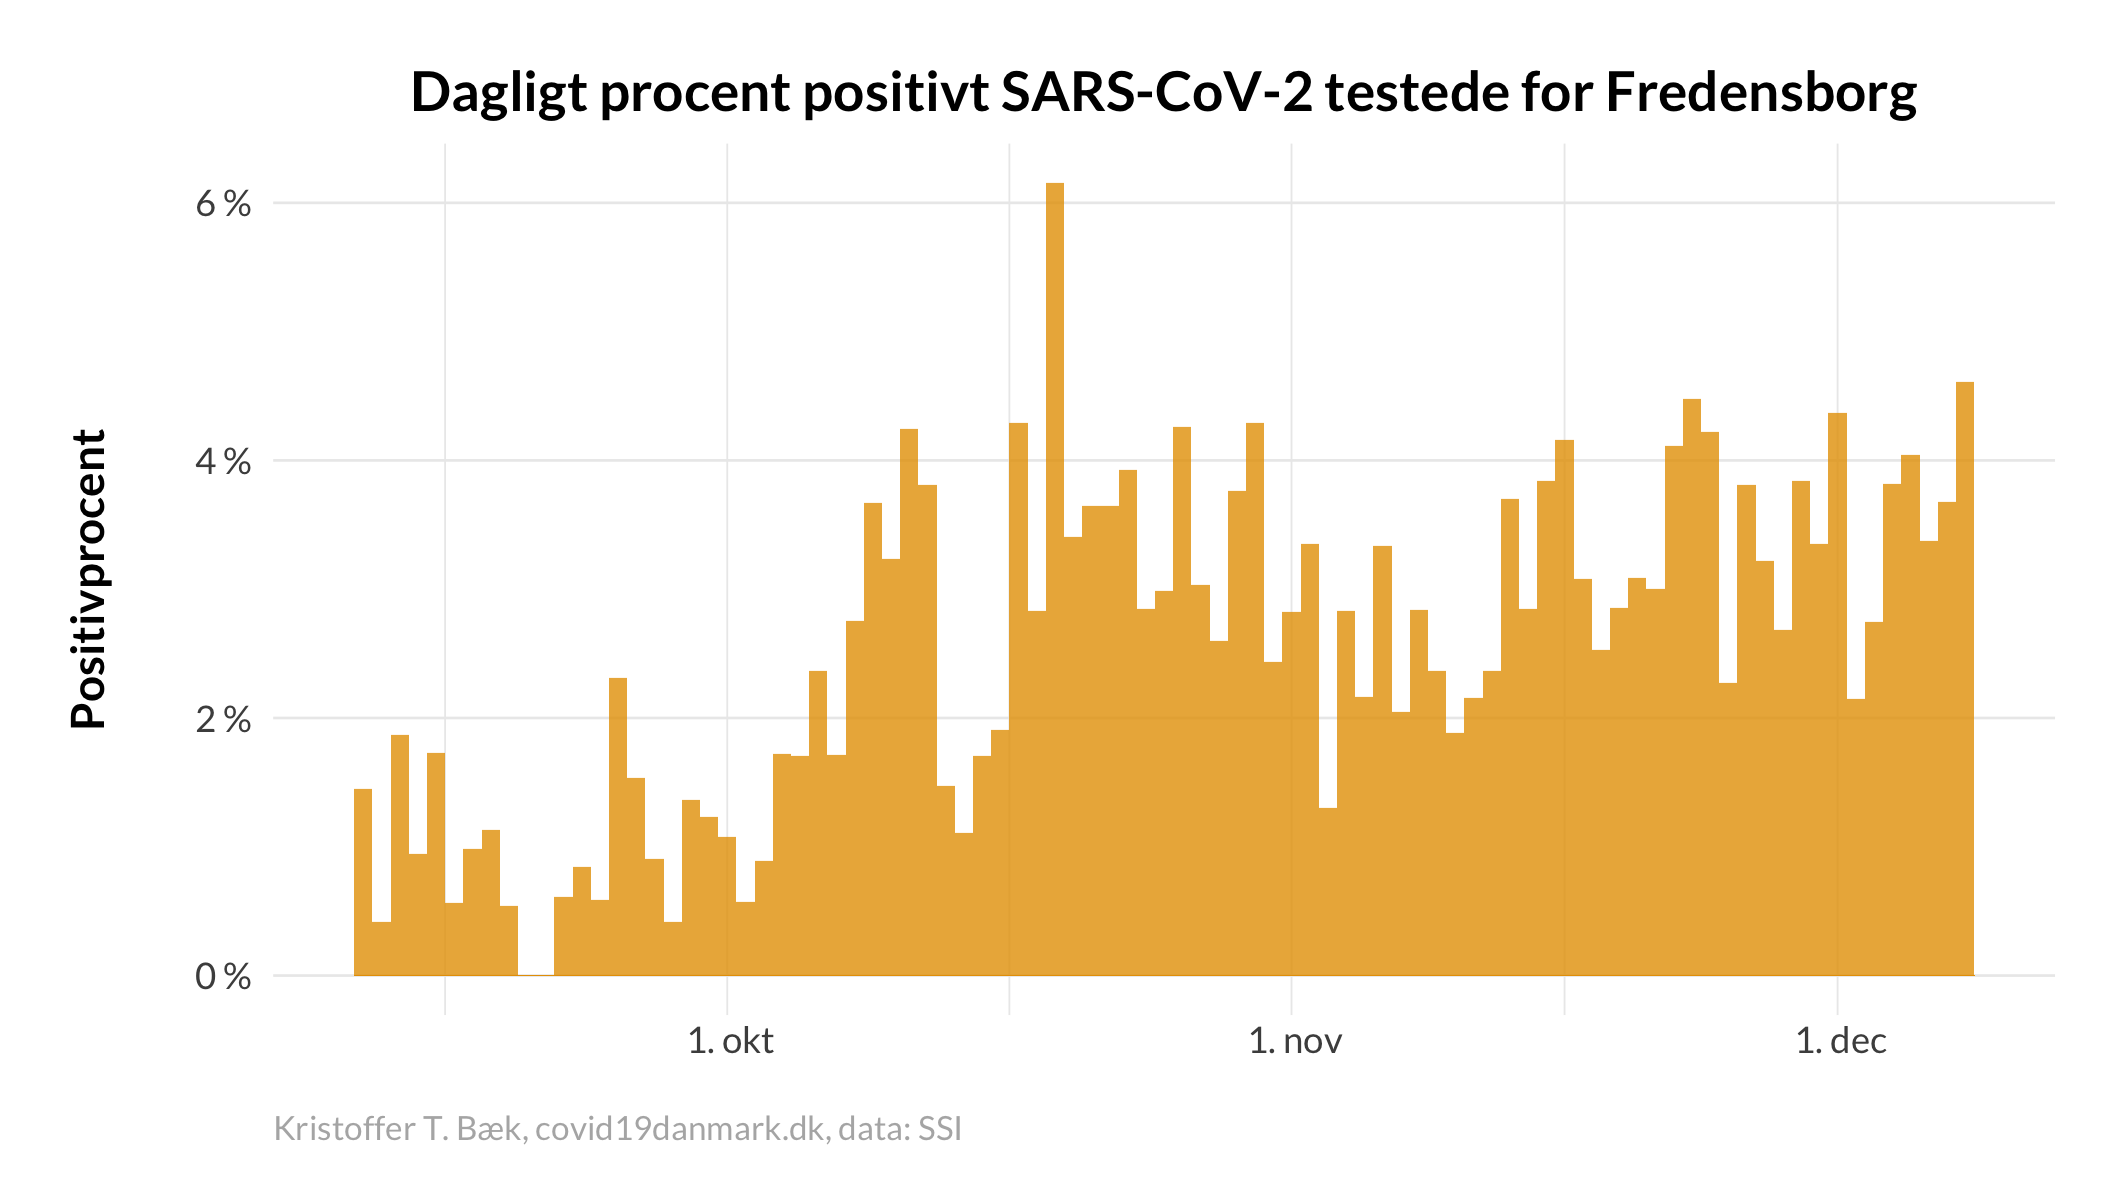 Dagligt procent positivt SARS-CoV-2 testede for Fredensborg
Positivprocent
6 %
4 %
2 %
0 %
1. okt
1. nov
1. dec
Kristoffer T. Bæk, covid19danmark.dk, data: SSI